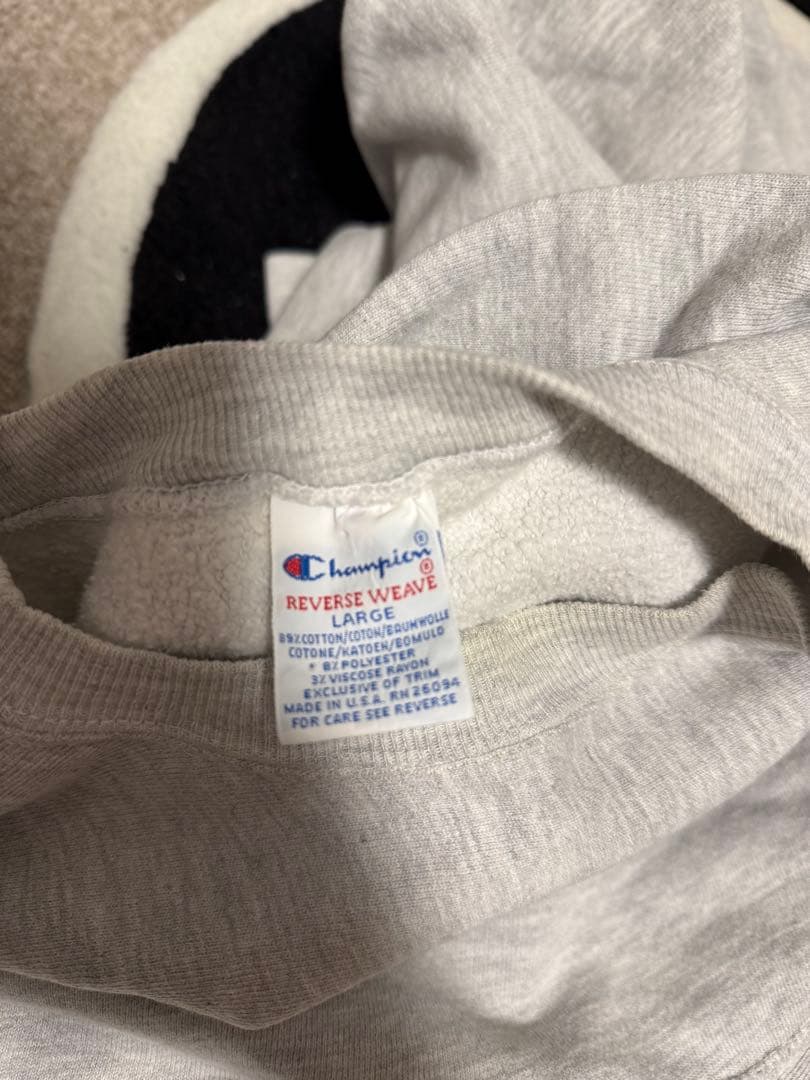 Champion®
REVERSE WEAVE®
LARGE
89%COTTON/COTON/BAUMWOLLE
COTONE/KATOEN/BOMULD
* 8% POLYESTER
3% VISCOSE RAYON
EXCLUSIVE OF TRIM
MADE IN U.S.A. RN 26094
FOR CARE SEE REVERSE